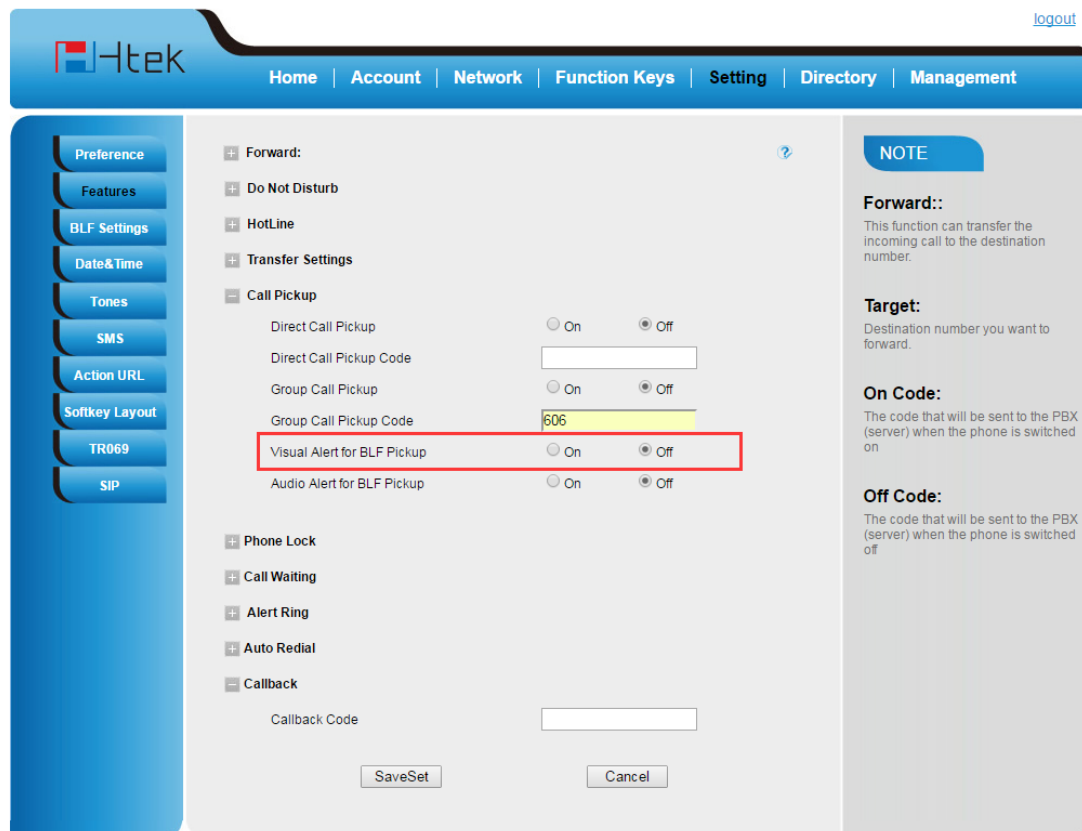 logout
Htek
Home | Account | Network | Function Keys | Setting | Directory | Management
Preference
Features
BLF Settings
Date&Time
Tones
SMS
Action URL
Softkey Layout
TR069
SIP
Forward:
Do Not Disturb
HotLine
Transfer Settings
Call Pickup
Direct Call Pickup On Off
Direct Call Pickup Code
Group Call Pickup On Off
Group Call Pickup Code 606
Visual Alert for BLF Pickup On Off
Audio Alert for BLF Pickup On Off
Phone Lock
Call Waiting
Alert Ring
Auto Redial
Callback
Callback Code
SaveSet Cancel
NOTE
Forward::
This function can transfer the
incoming call to the destination
number.
Target:
Destination number you want to
forward.
On Code:
The code that will be sent to the PBX
(server) when the phone is switched
on
Off Code:
The code that will be sent to the PBX
(server) when the phone is switched
off